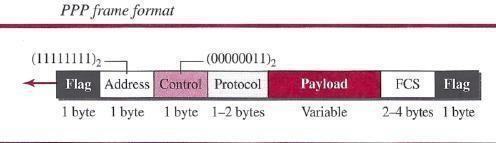 PPP frame format
(11111111)₂ (00000011)₂
Flag Address Control Protocol Payload FCS Flag
1 byte 1 byte 1 byte 1–2 bytes Variable 2–4 bytes 1 byte